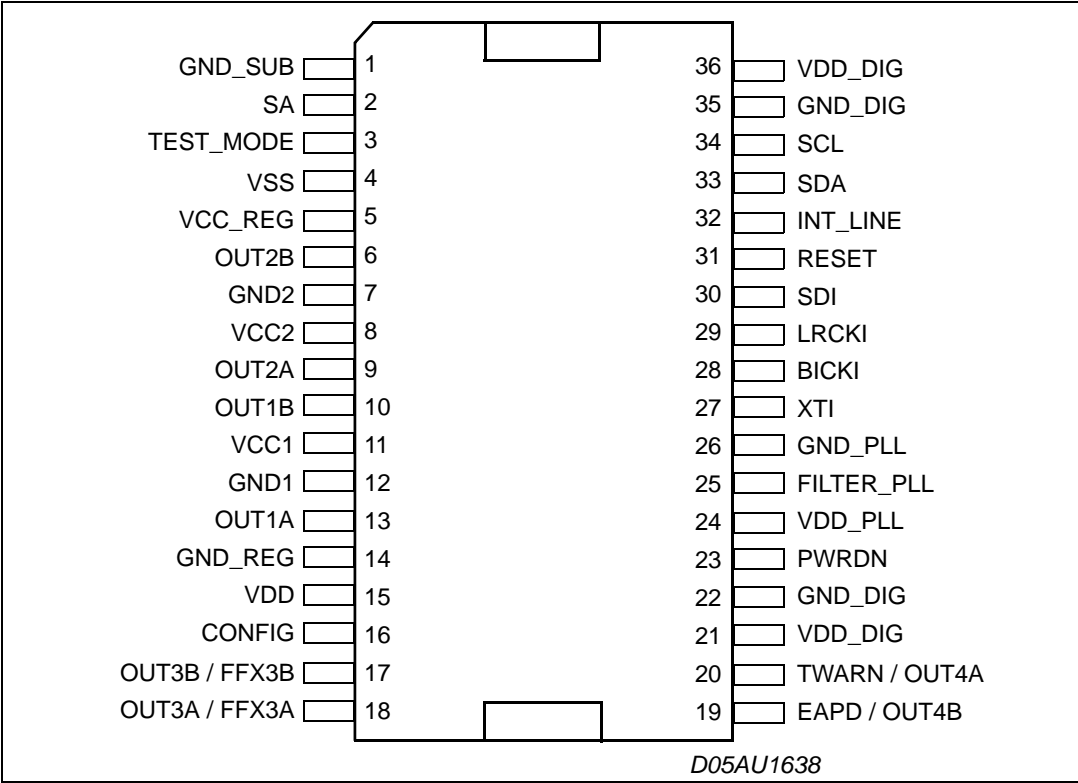 GND_SUB 1 36 VDD_DIG
SA 2 35 GND_DIG
TEST_MODE 3 34 SCL
VSS 4 33 SDA
VCC_REG 5 32 INT_LINE
OUT2B 6 31 RESET
GND2 7 30 SDI
VCC2 8 29 LRCKI
OUT2A 9 28 BICKI
OUT1B 10 27 XTI
VCC1 11 26 GND_PLL
GND1 12 25 FILTER_PLL
OUT1A 13 24 VDD_PLL
GND_REG 14 23 PWRDN
VDD 15 22 GND_DIG
CONFIG 16 21 VDD_DIG
OUT3B / FFX3B 17 20 TWARN / OUT4A
OUT3A / FFX3A 18 19 EAPD / OUT4B
D05AU1638